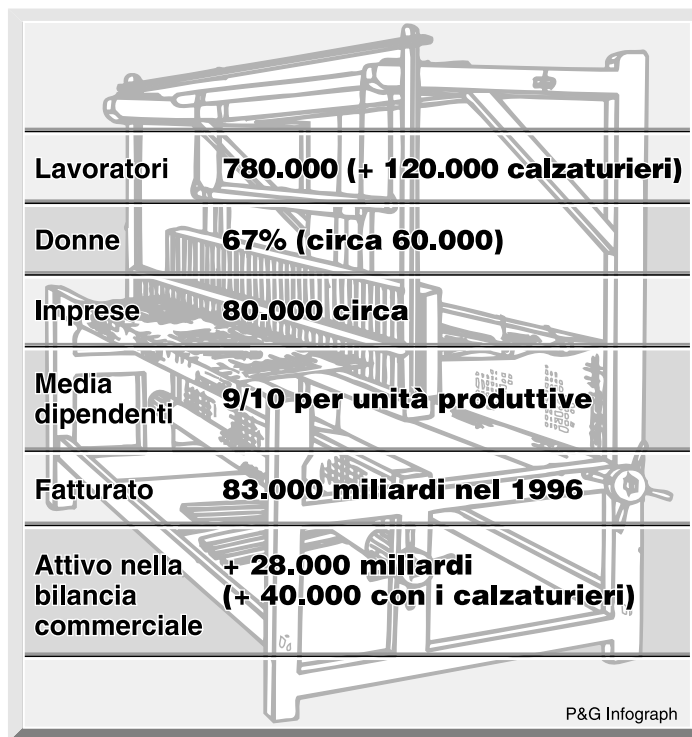 Lavoratori 780.000 (+ 120.000 calzaturieri)
Donne 67% (circa 60.000)
Imprese 80.000 circa
Media
dipendenti 9/10 per unità produttive
Fatturato 83.000 miliardi nel 1996
Attivo nella + 28.000 miliardi
bilancia (+ 40.000 con i calzaturieri)
commerciale
P&G Infograph